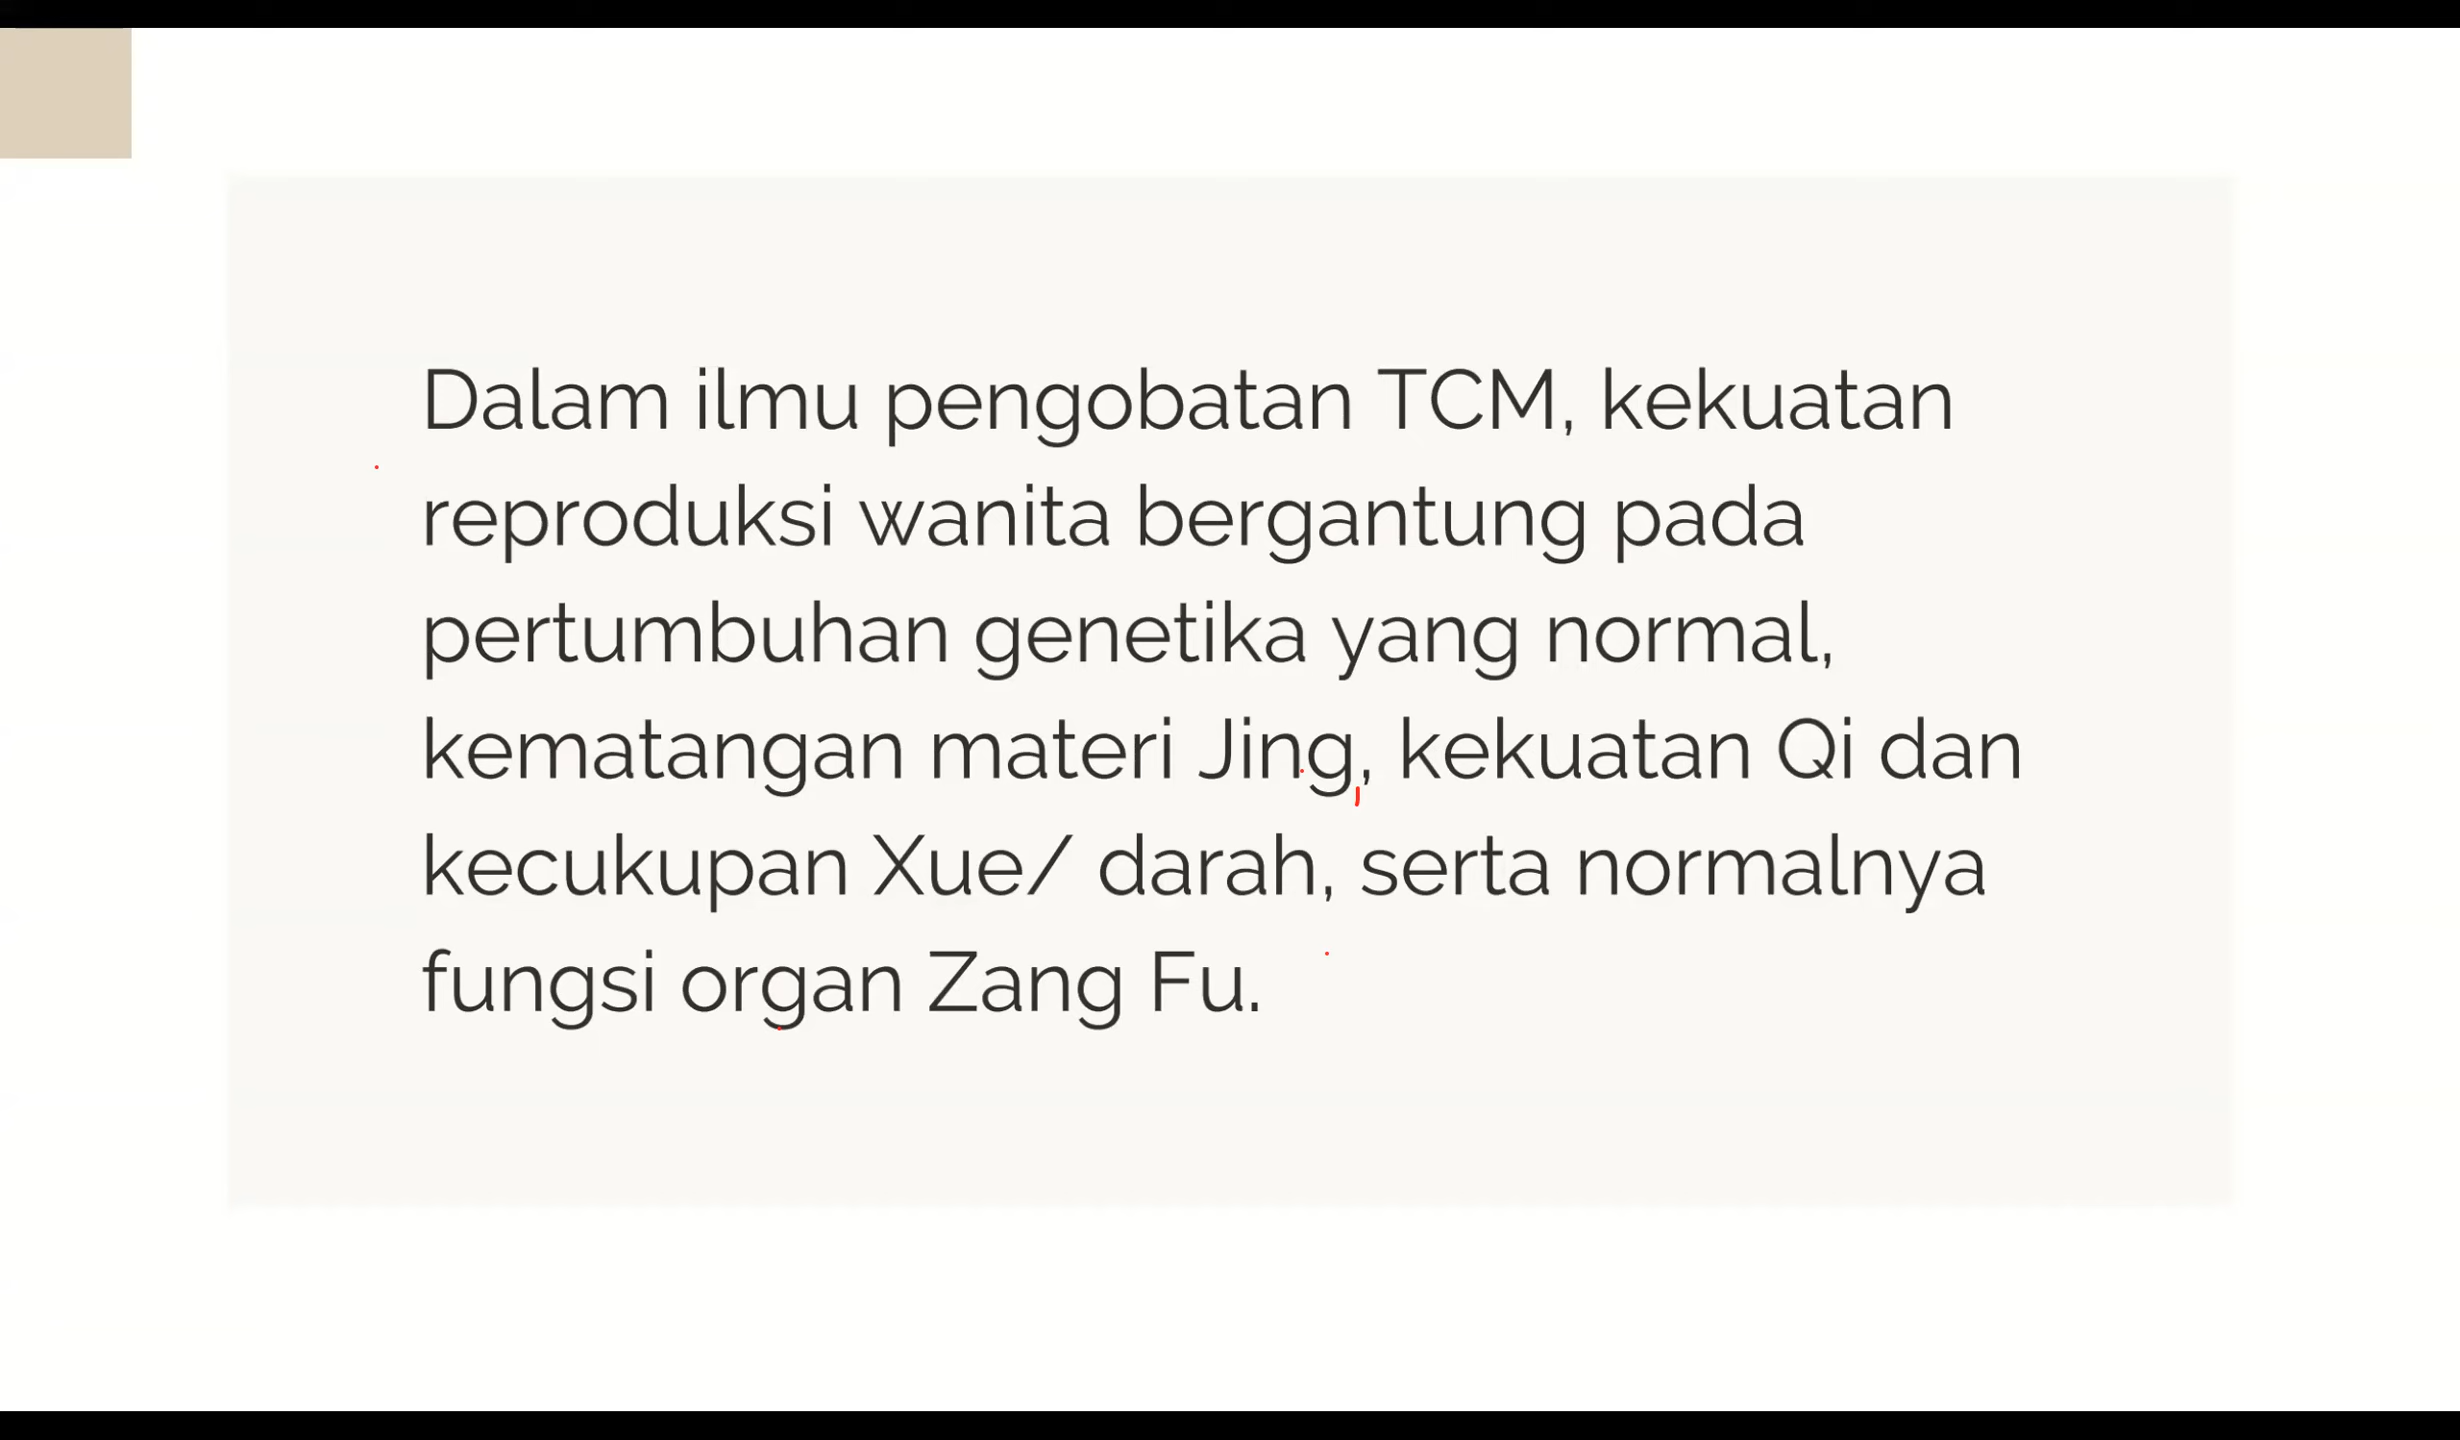 Dalam ilmu pengobatan TCM, kekuatan
reproduksi wanita bergantung pada
pertumbuhan genetika yang normal,
kematangan materi Jing, kekuatan Qi dan
kecukupan Xue/ darah, serta normalnya
fungsi organ Zang Fu.